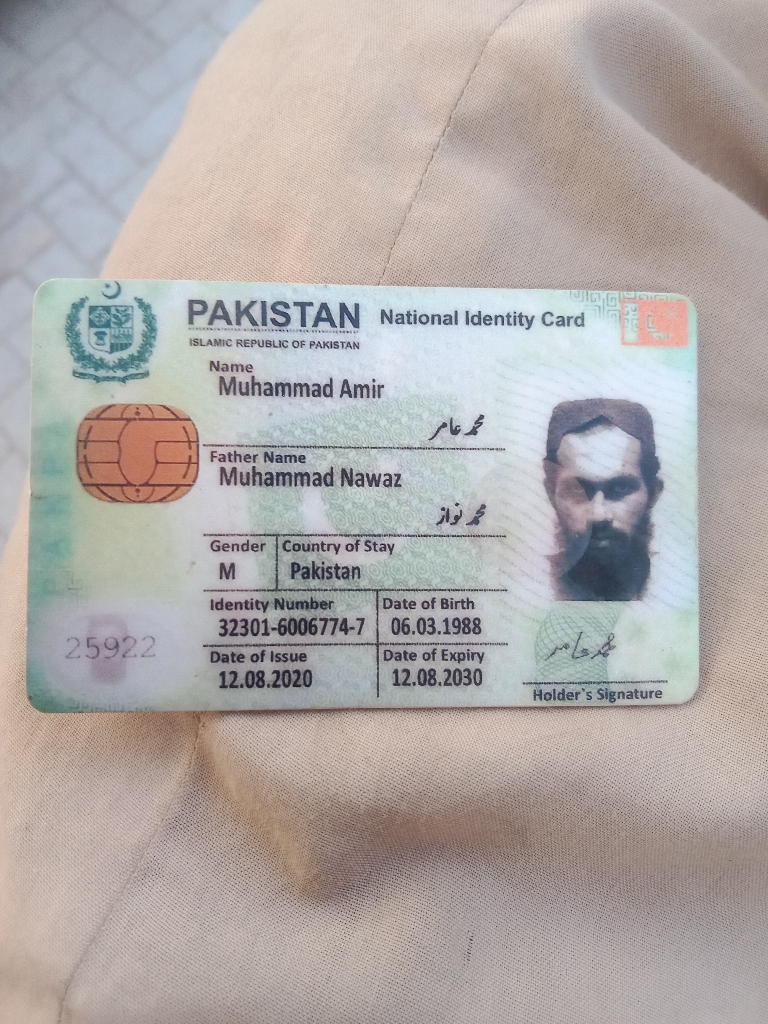 PAKISTAN National Identity Card
ISLAMIC REPUBLIC OF PAKISTAN
Name
Muhammad Amir
محمد عامر
Father Name
Muhammad Nawaz
محمد نواز
Gender Country of Stay
M Pakistan
Identity Number Date of Birth
32301-6006774-7 06.03.1988
Date of Issue Date of Expiry
12.08.2020 12.08.2030
25922
محمد عامر
Holder`s Signature